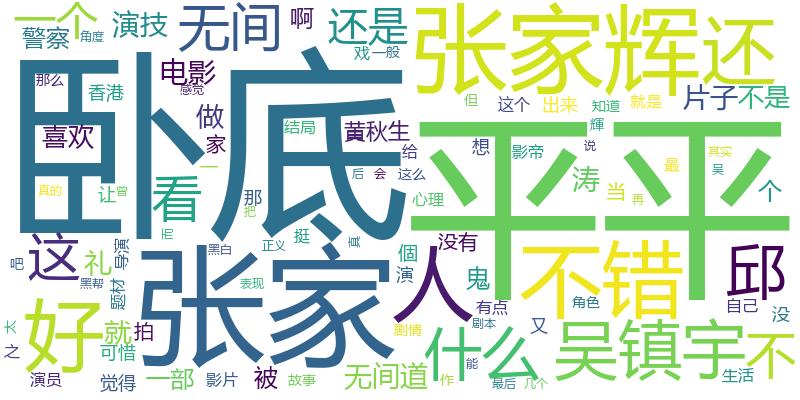 一个
角度
演技
无间
啊
还是
张家辉
还
警察
电影
戏
一般
那么
香港
感觉
卧底
做
片子
不是
这个
出来
就是
知道
但
喜欢
家
结局
黄秋生
给
想
影帝
輝
说
平平
其实
看
那
让
曾
真的
一
把
后
会
这么
心理
涛
当
最
吴
再
个
这
礼
导演
题材
吧
黑帮
张家
黑白
正义
挺
真
個
演
人
没有
鬼
不错
邱
自己
没
有点
角色
好
太
之
就
拍
可惜
表现
剧情
剧本
又
什么
吴镇宇
不
演员
觉得
一部
影片
被
故事
无间道
作
能
最后
几个
生活